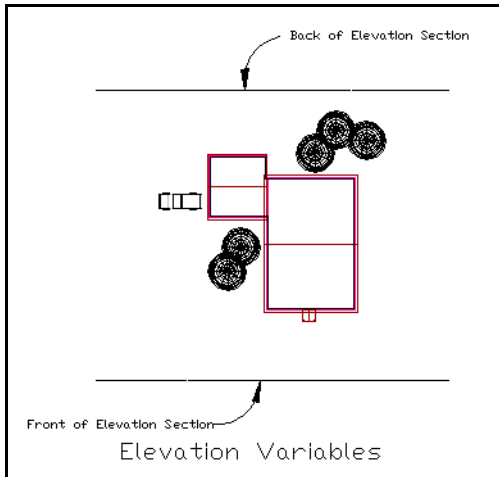 Back of Elevation Section
Front of Elevation Section
Elevation Variables